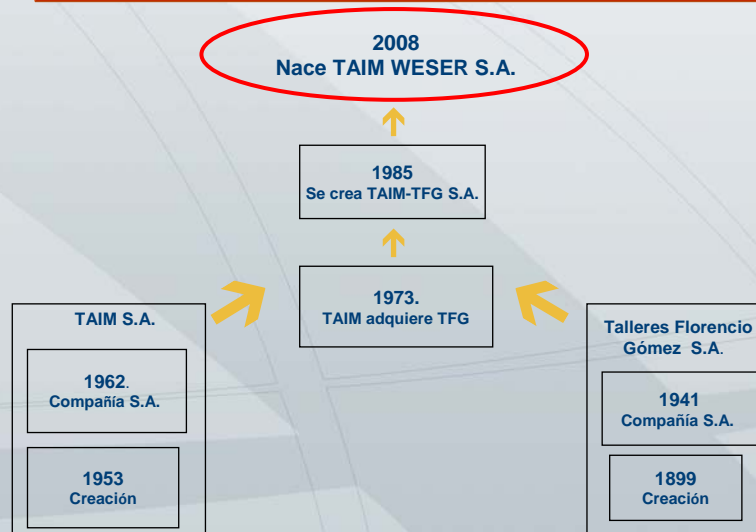 2008
Nace TAIM WESER S.A.
1985
Se crea TAIM-TFG S.A.
1973.
TAIM adquiere TFG
TAIM S.A.
1962.
Compañía S.A.
1953
Creación
Talleres Florencio
Gómez S.A.
1941
Compañía S.A.
1899
Creación